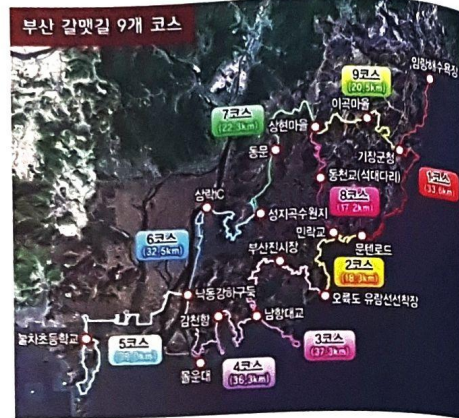 부산 갈맷길 9개 코스
임랑해수욕장
9코스
(20.5km)
이곡마을
7코스
(22.3km)
상현마을
동문
기장군청
동천교(석대다리)
1코스
(33.6km)
8코스
(17.2km)
상락IC
성지곡수원지
민락교
문텐로드
6코스
(32.5km)
부산진시장
2코스
(18.3km)
낙동강하구둑
오륙도 유람선선착장
감천항
남항대교
5코스
3코스
(37.3km)
몰운대
4코스
(36.3km)